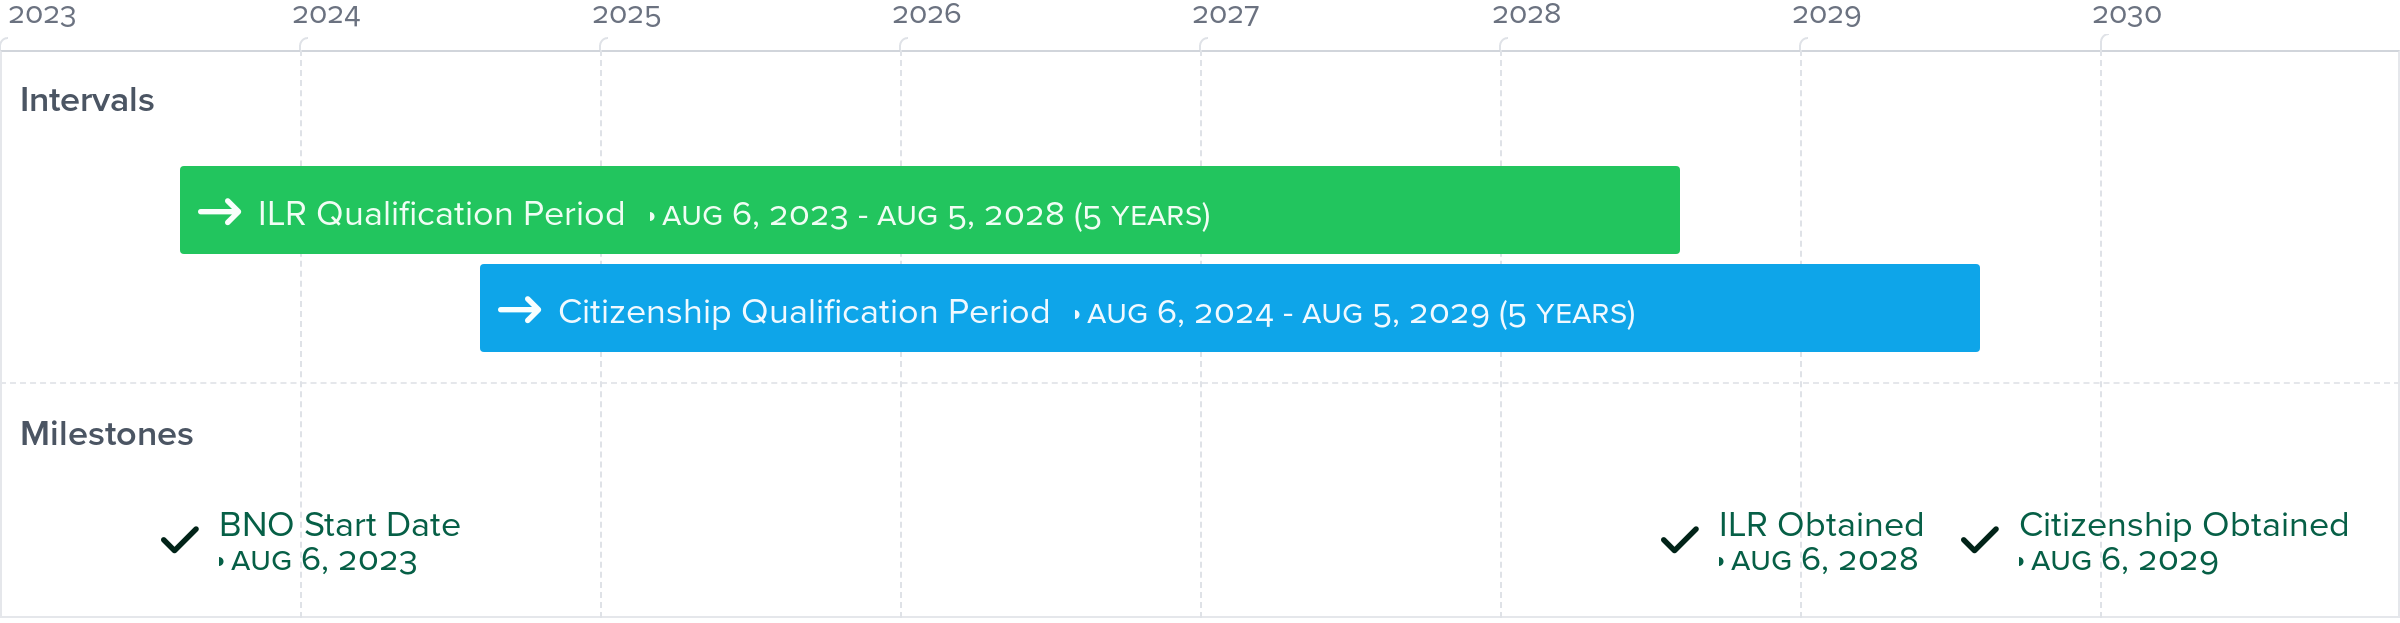 2023 2024 2025 2026 2027 2028 2029 2030
Intervals
ILR Qualification Period AUG 6, 2023 - AUG 5, 2028 (5 YEARS)
Citizenship Qualification Period AUG 6, 2024 - AUG 5, 2029 (5 YEARS)
Milestones
BNO Start Date
AUG 6, 2023
ILR Obtained
AUG 6, 2028
Citizenship Obtained
AUG 6, 2029